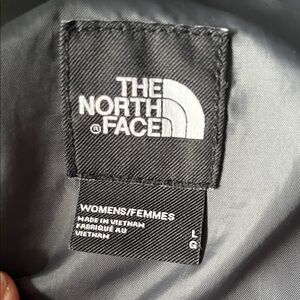 THE
NORTH
® FACE
WOMENS/FEMMES
MADE IN VIETNAM
FABRIQUÉ AU
VIETNAM
L
G